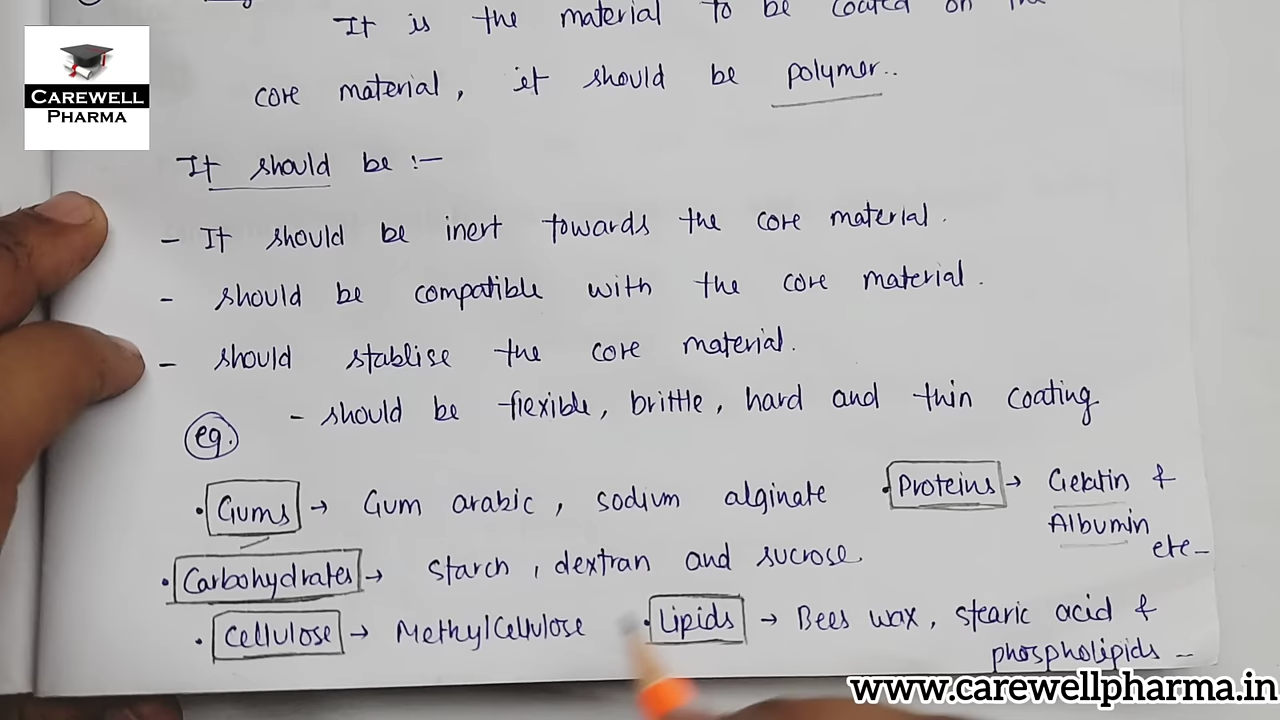 It is the material to be coated on the
CAREWELL
PHARMA
core material, it should be polymer..
It should be :-
- It should be inert towards the core material.
- should be compatible with the core material.
- should stablise the core material.
- should be flexible, brittle, hard and thin coating
eg.
• Gums → Gum arabic, sodium alginate
• Proteins → Gelatin &
Albumin
etc-
• Carbohydrates → starch, dextran and sucrose.
• Cellulose → Methylcellulose
• Lipids → Bees wax, stearic acid &
phospholipids -
www.carewellpharma.in